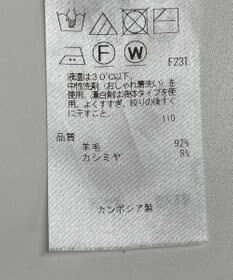 F W F23T
液温は30℃以下、
中性洗剤（おしゃれ着洗い）を
使用、漂白剤は液体タイプを使
用、よくすすぎ、絞りの後すぐ
に干すこと。
110
品質
羊毛 92%
カシミヤ 8%
カンボジア製